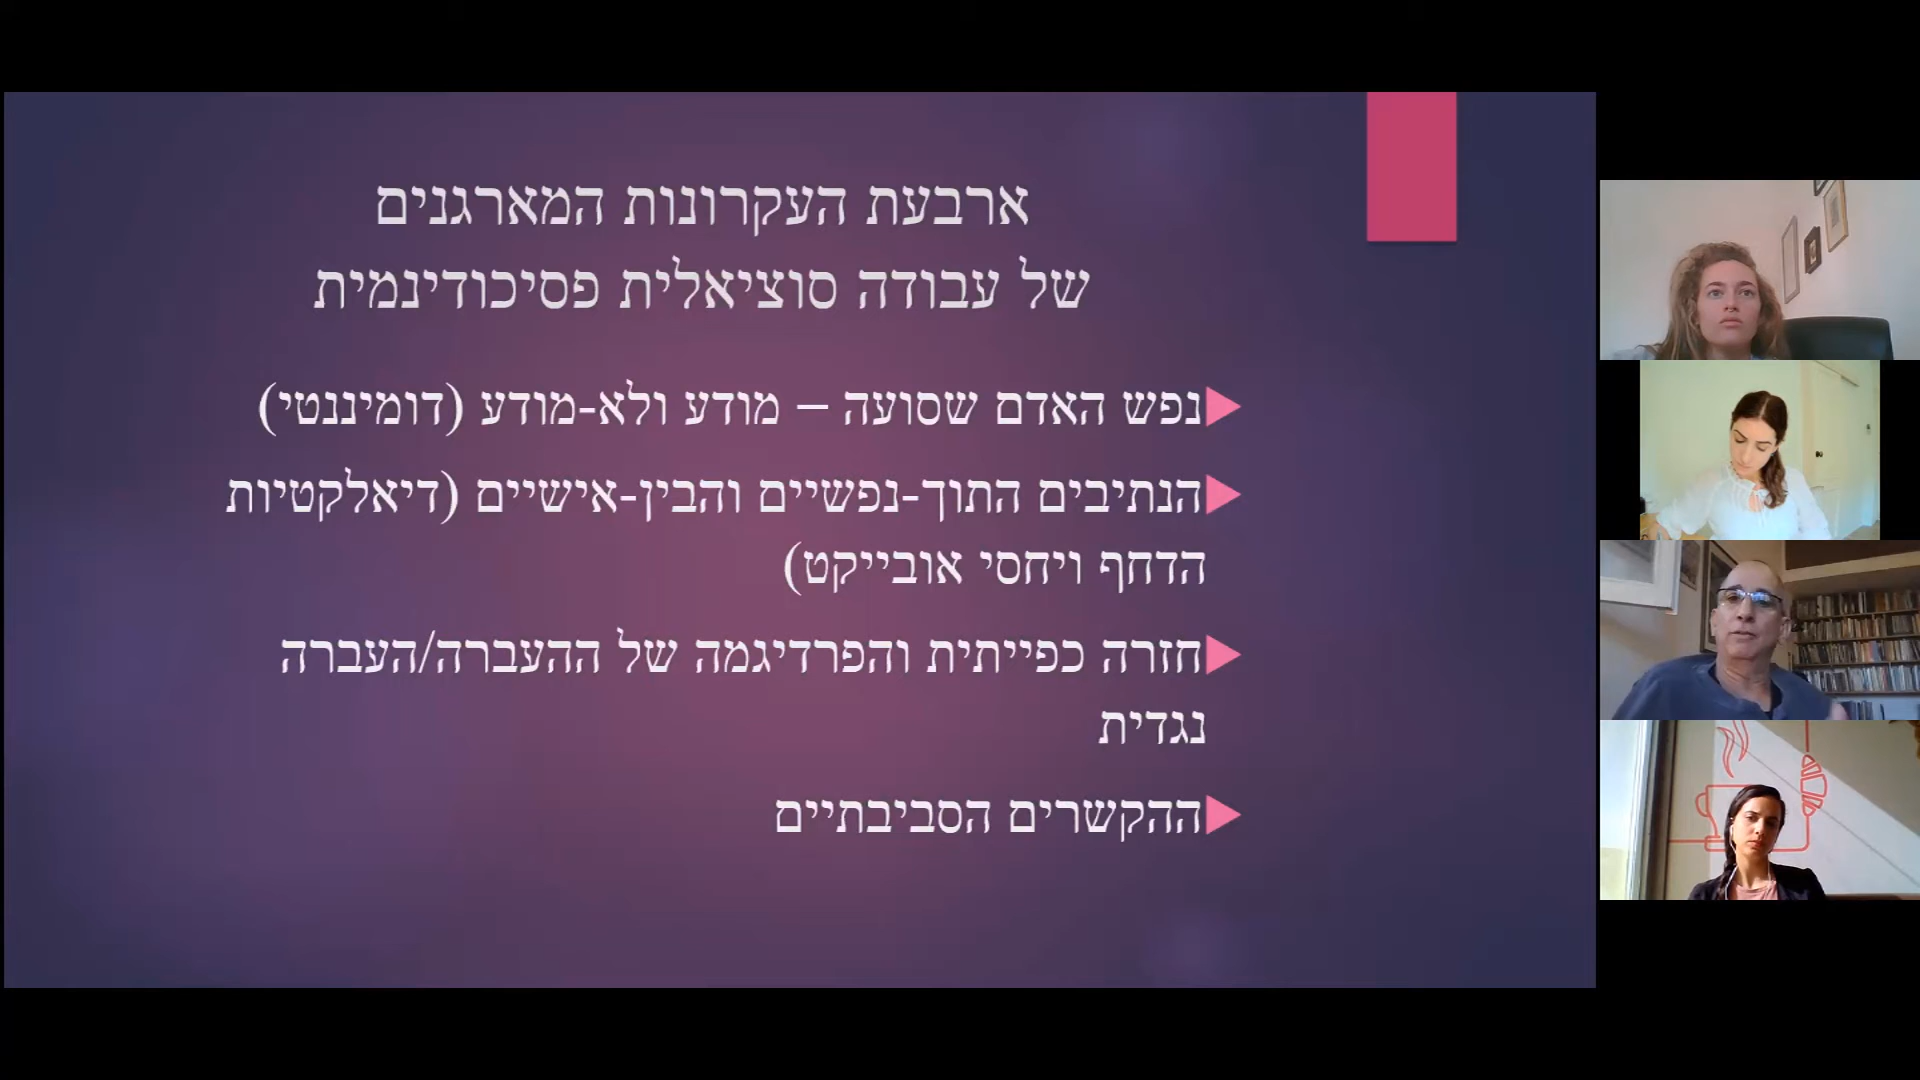 ארבעת העקרונות המארגנים
של עבודה סוציאלית פסיכודינמית
נפש האדם שסועה – מודע ולא-מודע (דומיננטי)
הנתיבים התוך-נפשיים והבין-אישיים (דיאלקטיות
הדחף ויחסי אובייקט)
חזרה כפייתית והפרדיגמה של ההעברה/העברה
נגדית
ההקשרים הסביבתיים